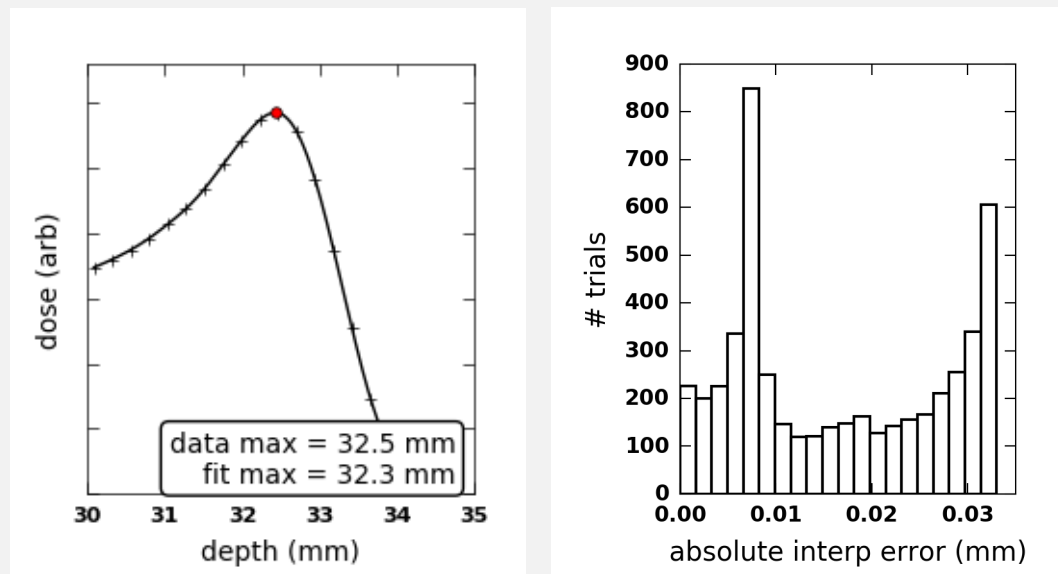 dose (arb)
data max = 32.5 mm
fit max = 32.3 mm
30 31 32 33 34 35
depth (mm)
900
800
700
600
500
400
300
200
100
0
# trials
0.00 0.01 0.02 0.03
absolute interp error (mm)